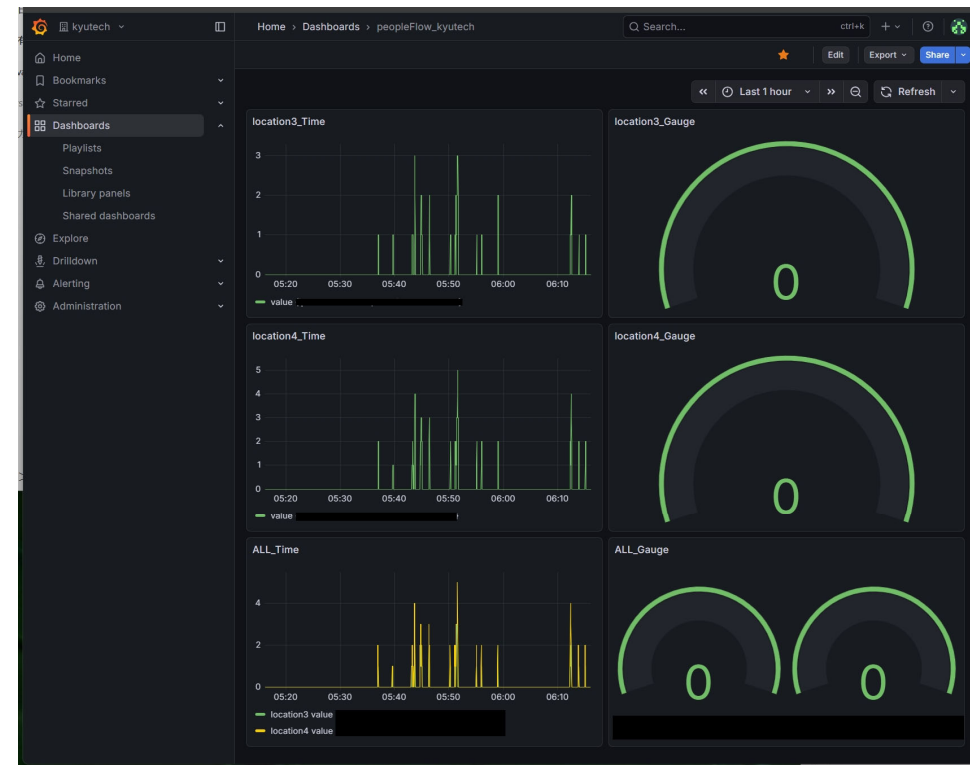 kyutech
Home > Dashboards > peopleFlow_kyutech
Search...
ctrl+k
Edit
Export
Share
Home
Bookmarks
Starred
Dashboards
Playlists
Snapshots
Library panels
Shared dashboards
Explore
Drilldown
Alerting
Administration
Last 1 hour
Refresh
location3_Time
3
2
1
0
05:20 05:30 05:40 05:50 06:00 06:10
value
location3_Gauge
0
location4_Time
5
4
3
2
1
0
05:20 05:30 05:40 05:50 06:00 06:10
value
location4_Gauge
0
ALL_Time
4
2
0
05:20 05:30 05:40 05:50 06:00 06:10
location3 value
location4 value
ALL_Gauge
0 0